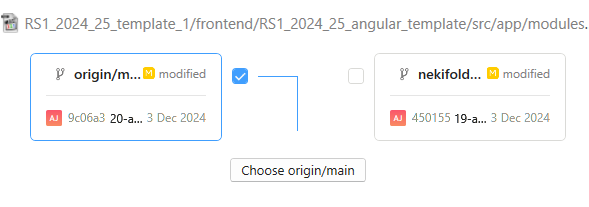 RS1_2024_25_template_1/frontend/RS1_2024_25_angular_template/src/app/modules.
origin/m... M modified
nekifold... M modified
AJ 9c06a3 20-a... 3 Dec 2024
AJ 450155 19-a... 3 Dec 2024
Choose origin/main